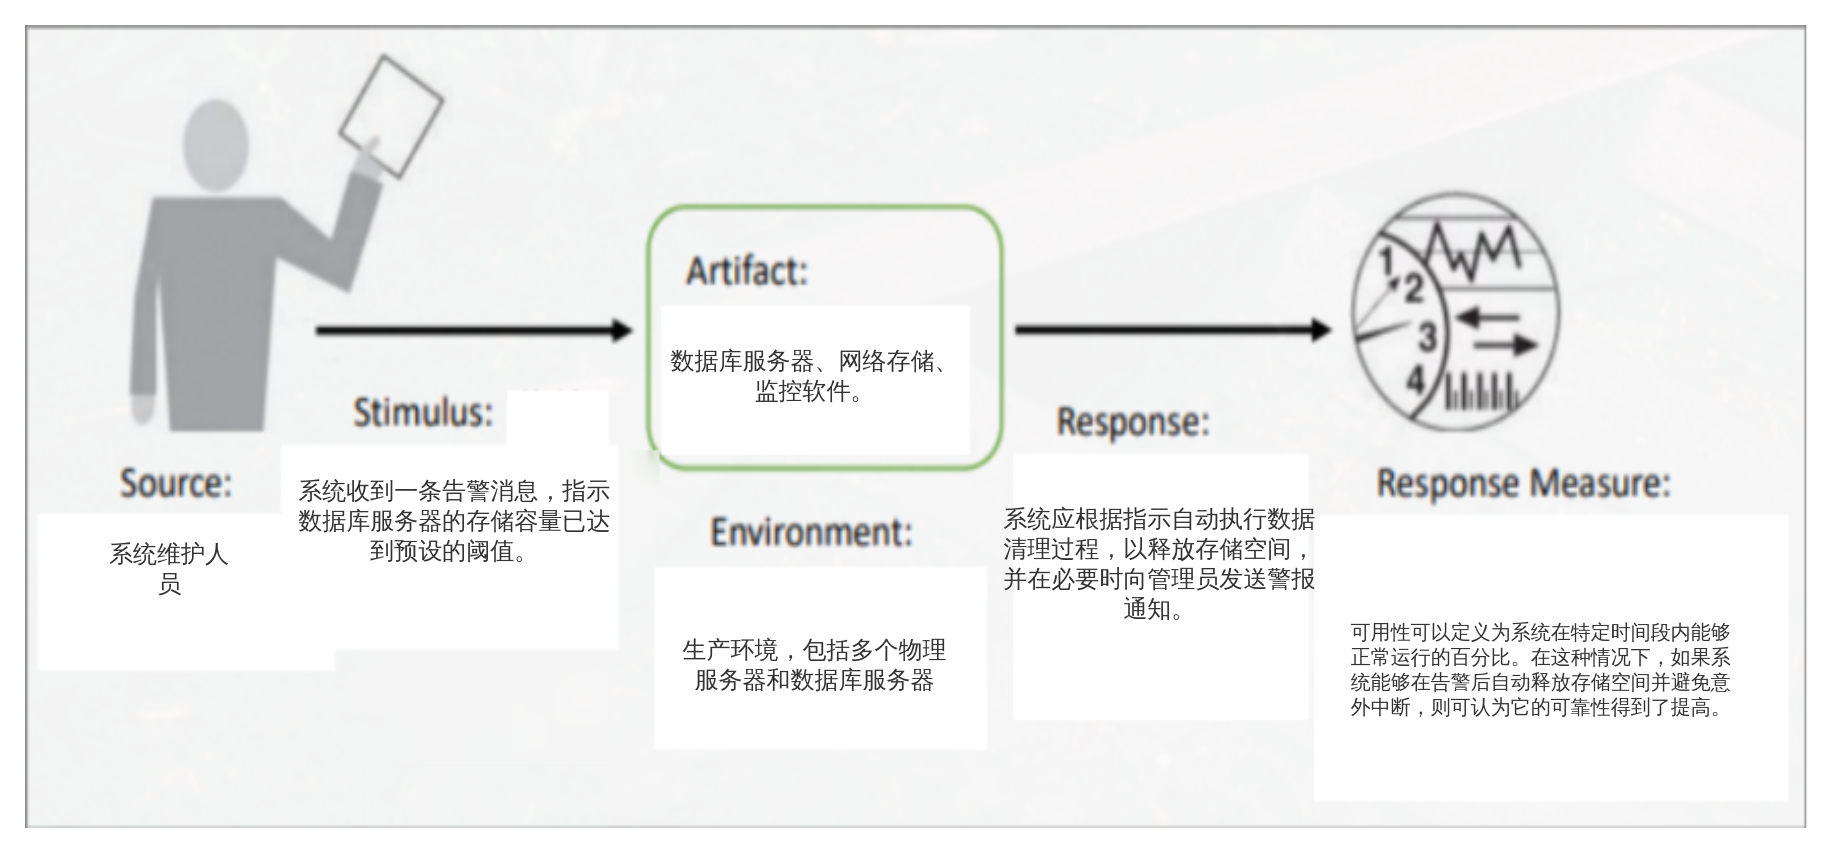 Source:
系统维护人
员
Stimulus:
系统收到一条告警消息，指示
数据库服务器的存储容量已达
到预设的阈值。
Artifact:
数据库服务器、网络存储、
监控软件。
Environment:
生产环境，包括多个物理
服务器和数据库服务器
Response:
系统应根据指示自动执行数据
清理过程，以释放存储空间，
并在必要时向管理员发送警报
通知。
1
2
3
4
Response Measure:
可用性可以定义为系统在特定时间段内能够
正常运行的百分比。在这种情况下，如果系
统能够在告警后自动释放存储空间并避免意
外中断，则可认为它的可靠性得到了提高。